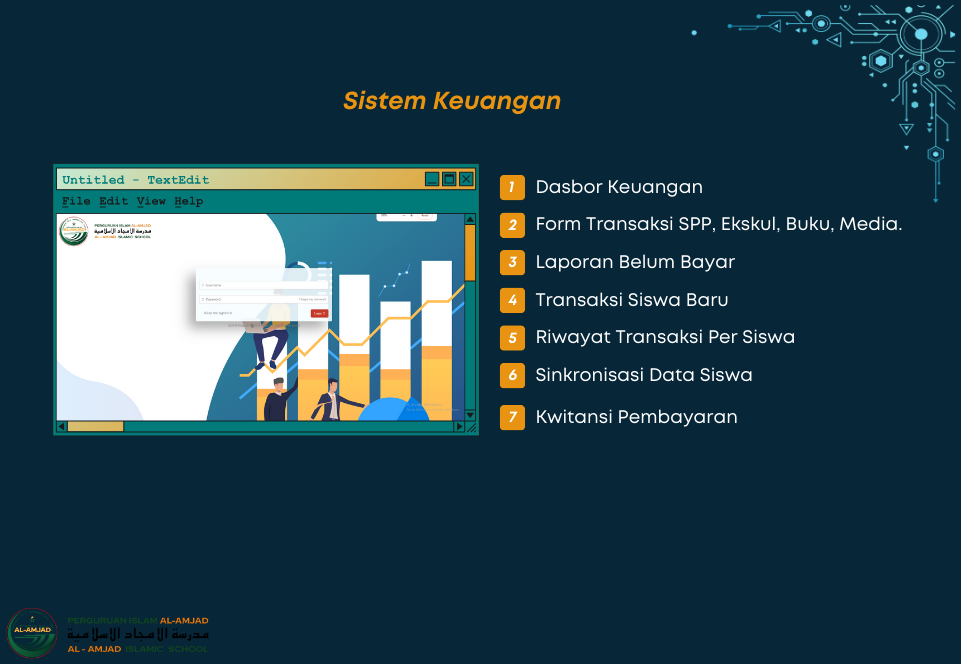 Sistem Keuangan
Untitled - TextEdit
File Edit View Help
PERGURUAN ISLAM AL-AMJAD
مدرسة الأمجاد الإسلامية
AL - AMJAD ISLAMIC SCHOOL
Username
Password
1 Dasbor Keuangan
2 Form Transaksi SPP, Ekskul, Buku, Media.
3 Laporan Belum Bayar
4 Transaksi Siswa Baru
5 Riwayat Transaksi Per Siswa
6 Sinkronisasi Data Siswa
7 Kwitansi Pembayaran
AL-AMJAD
PERGURUAN ISLAM AL-AMJAD
مدرسة الأمجاد الإسلامية
AL - AMJAD ISLAMIC SCHOOL